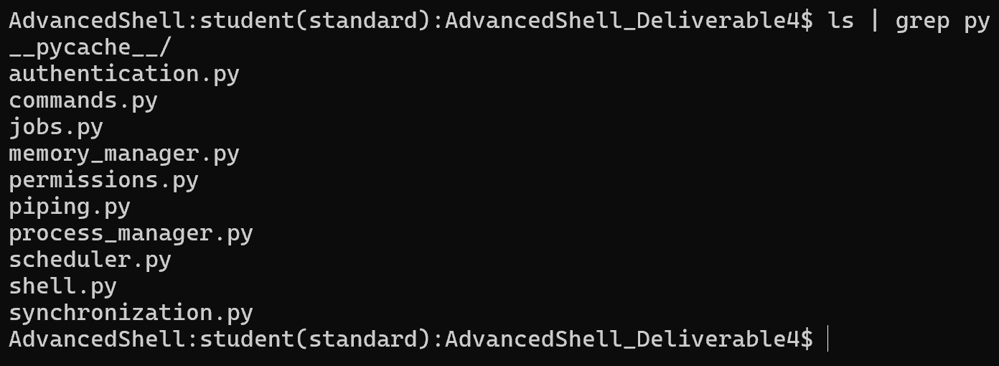 AdvancedShell:student(standard):AdvancedShell_Deliverable4$ ls | grep py
__pycache__/
authentication.py
commands.py
jobs.py
memory_manager.py
permissions.py
piping.py
process_manager.py
scheduler.py
shell.py
synchronization.py
AdvancedShell:student(standard):AdvancedShell_Deliverable4$